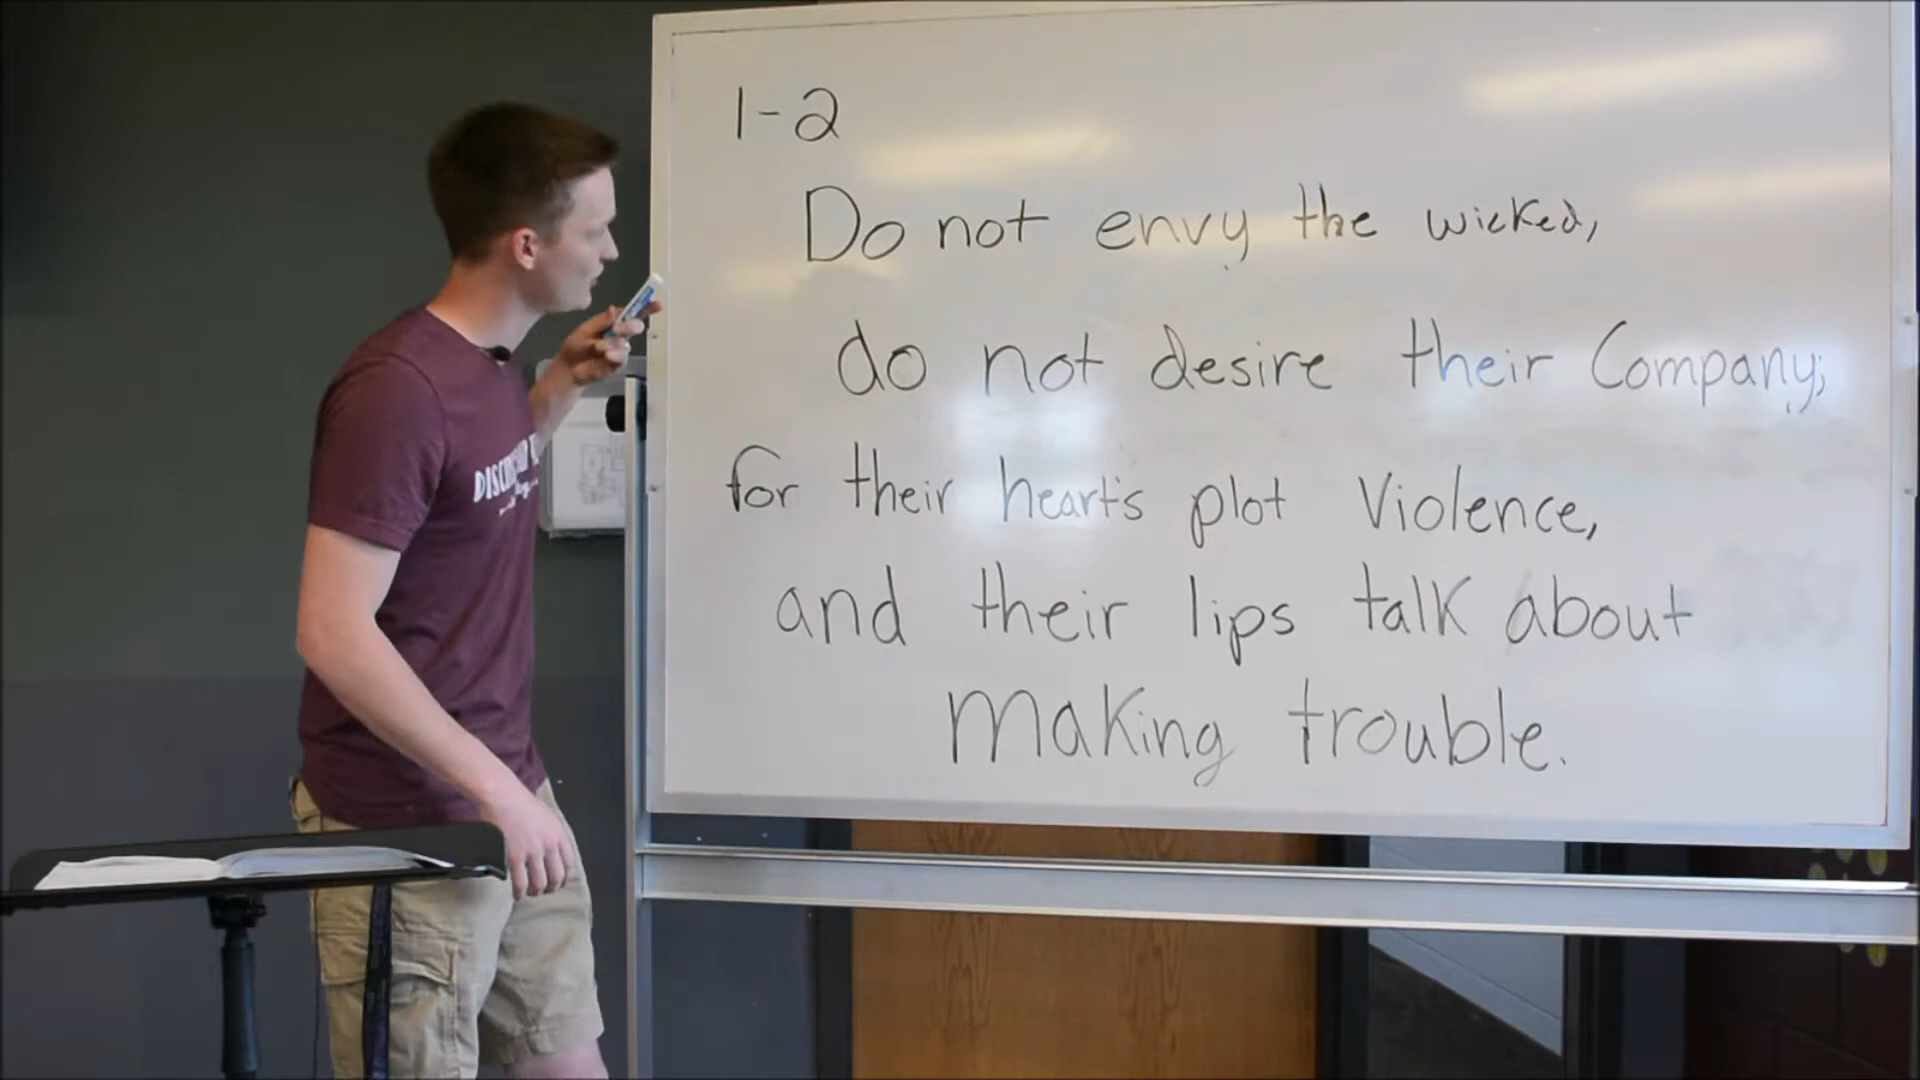 1-2
Do not envy the wicked,
do not desire their Company;
for their hearts plot Violence,
and their lips talk about
making trouble.